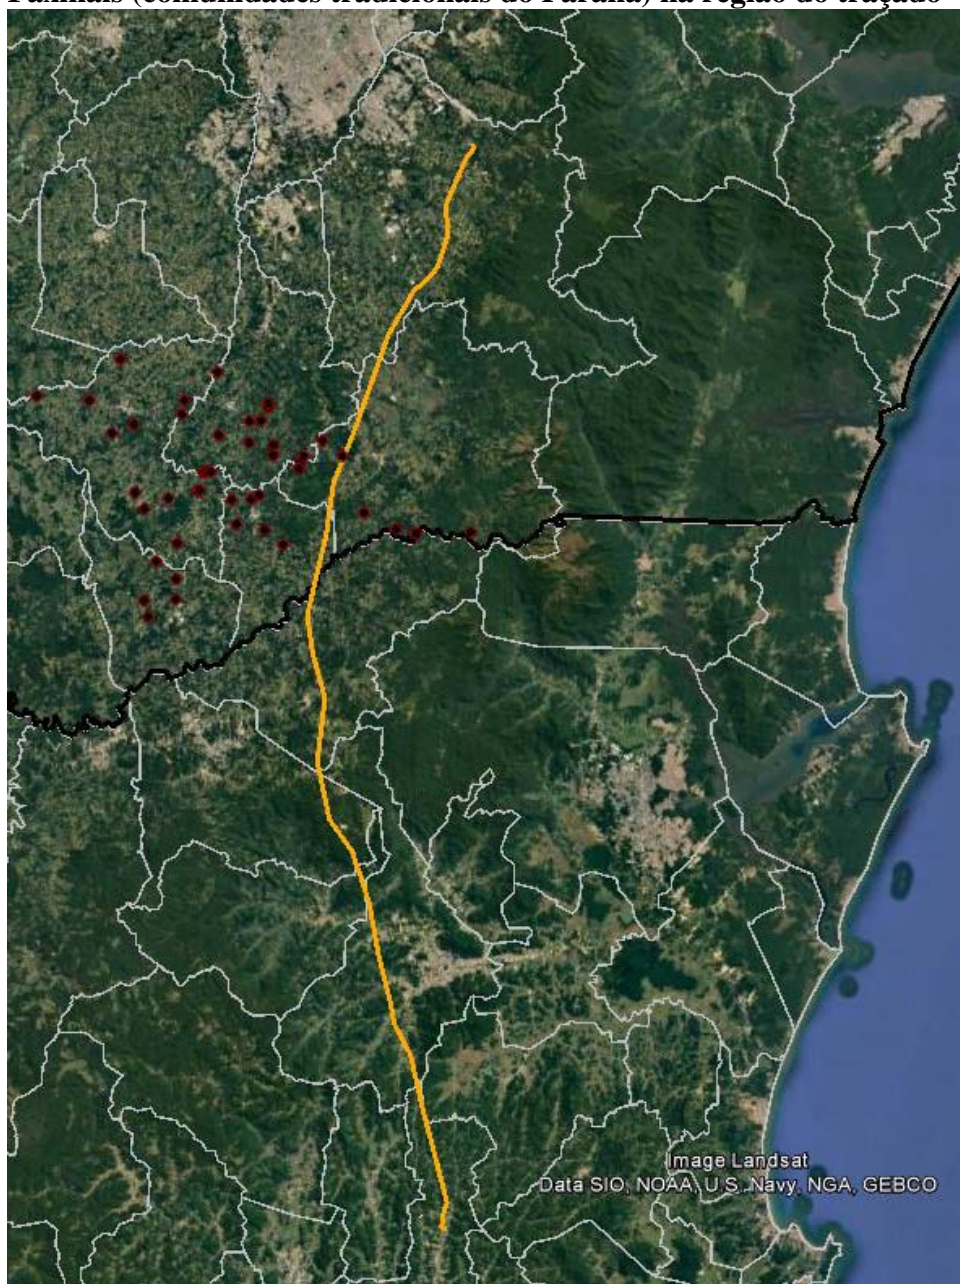 Faxinais (comunidades tradicionais do Paraná) na região do traçado
Image Landsat
Data SIO, NOAA, U.S. Navy, NGA, GEBCO